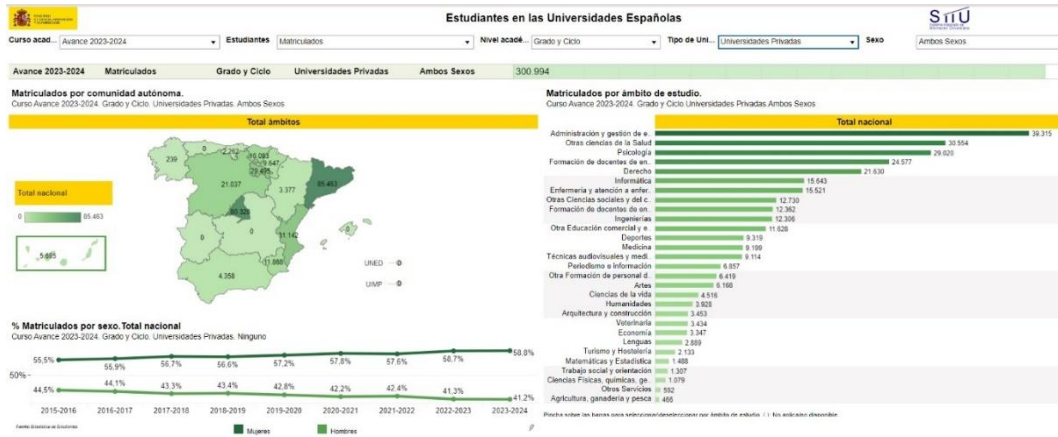 Estudiantes en las Universidades Españolas
SIIU
Curso acad... Avance 2023-2024 Estudiantes Matriculados Nivel acadé... Grado y Ciclo Tipo de Uni... Universidades Privadas Sexo Ambos Sexos
Avance 2023-2024 Matriculados Grado y Ciclo Universidades Privadas Ambos Sexos 300.994
Matriculados por comunidad autónoma.
Curso Avance 2023-2024. Grado y Ciclo. Universidades Privadas. Ambos Sexos
Total ámbitos
239
0
2.262
21.037
3.377
85.463
0
0
0
4.358
Total nacional
0 85.463
UNED 0
UIMP 0
% Matriculados por sexo.Total nacional
Curso Avance 2023-2024. Grado y Ciclo. Universidades Privadas. Ninguno
55,5% 55,9% 56,7% 56,6% 57,2% 57,8% 57,6% 58,7% 58,8%
50%
44,5% 44,1% 43,3% 43,4% 42,8% 42,2% 42,4% 41,3% 41,2%
2015-2016 2016-2017 2017-2018 2018-2019 2019-2020 2020-2021 2021-2022 2022-2023 2023-2024
Mujeres Hombres
Matriculados por ámbito de estudio.
Curso Avance 2023-2024. Grado y Ciclo.Universidades Privadas.Ambos Sexos
Total nacional
Administración y gestión de e.. 39.315
Otras ciencias de la Salud 30.554
Psicología 29.020
Formación de docentes de en.. 24.577
Derecho 21.630
Informática 15.643
Enfermería y atención a enfer.. 15.521
Otras Ciencias sociales y del c.. 12.730
Formación de docentes de en.. 12.362
Ingenierías 12.308
Otra Educación comercial y e.. 11.628
Deportes 9.319
Medicina 9.199
Técnicas audiovisuales y medi.. 9.114
Periodismo e información 6.857
Otra Formación de personal d.. 6.419
Artes 6.168
Ciencias de la vida 4.516
Humanidades 3.928
Arquitectura y construcción 3.453
Veterinaria 3.434
Economía 3.347
Lenguas 2.889
Turismo y Hostelería 2.133
Matemáticas y Estadística 1.488
Trabajo social y orientación 1.307
Ciencias Físicas, químicas, ge.. 1.079
Otros Servicios 592
Agricultura, ganadería y pesca 466